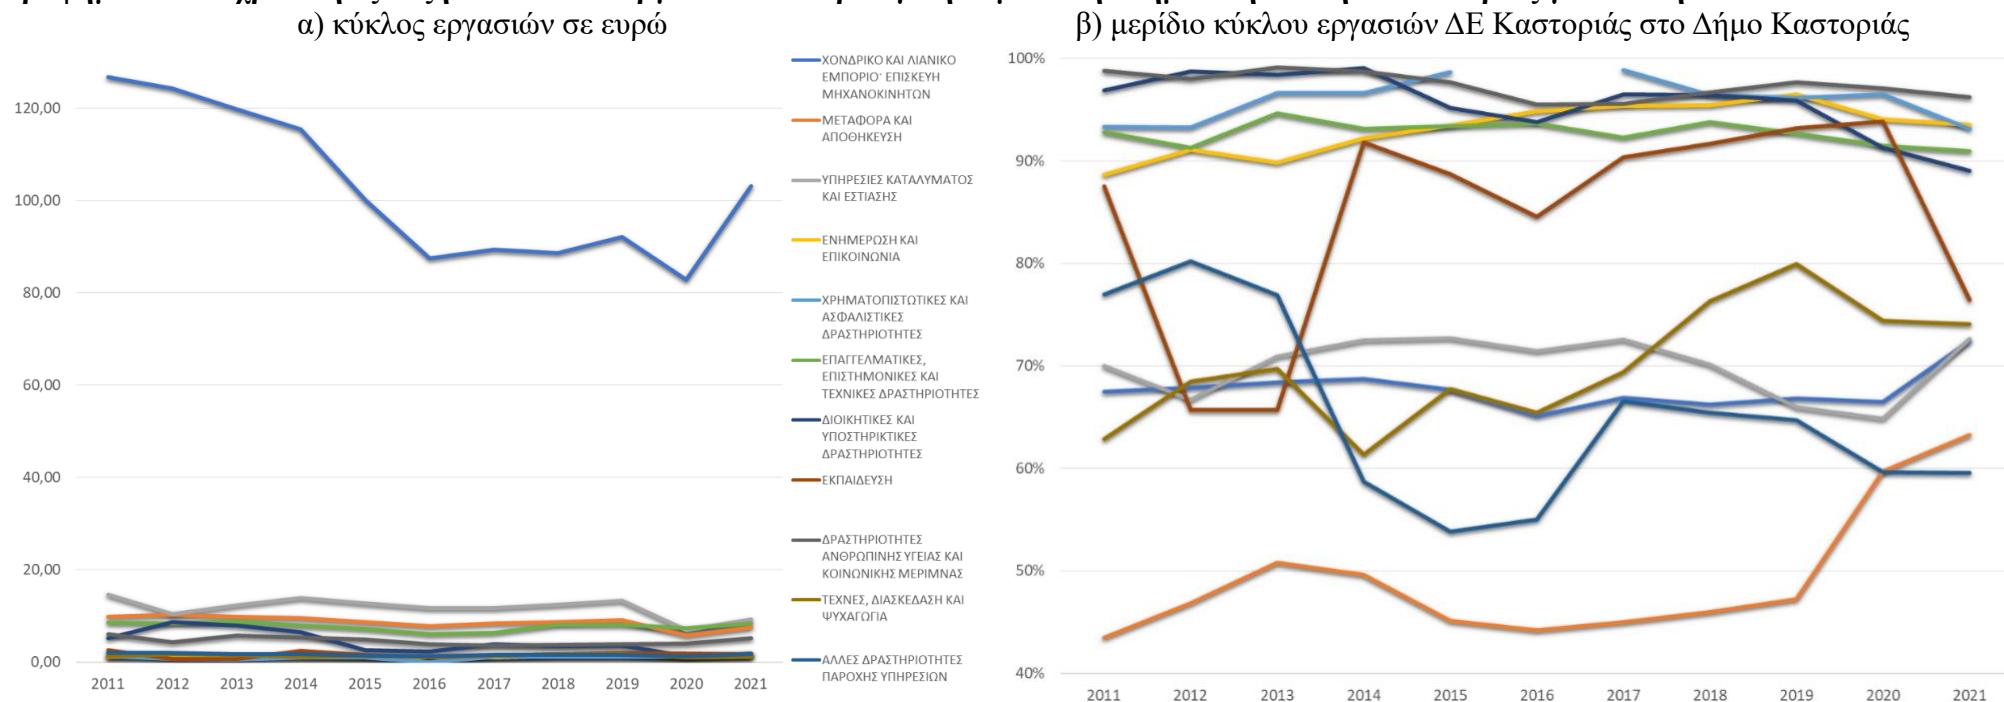 α) κύκλος εργασιών σε ευρώ
β) μερίδιο κύκλου εργασιών ΔΕ Καστοριάς στο Δήμο Καστοριάς
120,00
100,00
80,00
60,00
40,00
20,00
0,00
2011 2012 2013 2014 2015 2016 2017 2018 2019 2020 2021
ΧΟΝΔΡΙΚΟ ΚΑΙ ΛΙΑΝΙΚΟ
ΕΜΠΟΡΙΟ· ΕΠΙΣΚΕΥΗ
ΜΗΧΑΝΟΚΙΝΗΤΩΝ
ΜΕΤΑΦΟΡΑ ΚΑΙ
ΑΠΟΘΗΚΕΥΣΗ
ΥΠΗΡΕΣΙΕΣ ΚΑΤΑΛΥΜΑΤΟΣ
ΚΑΙ ΕΣΤΙΑΣΗΣ
ΕΝΗΜΕΡΩΣΗ ΚΑΙ
ΕΠΙΚΟΙΝΩΝΙΑ
ΧΡΗΜΑΤΟΠΙΣΤΩΤΙΚΕΣ ΚΑΙ
ΑΣΦΑΛΙΣΤΙΚΕΣ
ΔΡΑΣΤΗΡΙΟΤΗΤΕΣ
ΕΠΑΓΓΕΛΜΑΤΙΚΕΣ,
ΕΠΙΣΤΗΜΟΝΙΚΕΣ ΚΑΙ
ΤΕΧΝΙΚΕΣ ΔΡΑΣΤΗΡΙΟΤΗΤΕΣ
ΔΙΟΙΚΗΤΙΚΕΣ ΚΑΙ
ΥΠΟΣΤΗΡΙΚΤΙΚΕΣ
ΔΡΑΣΤΗΡΙΟΤΗΤΕΣ
ΕΚΠΑΙΔΕΥΣΗ
ΔΡΑΣΤΗΡΙΟΤΗΤΕΣ
ΑΝΘΡΩΠΙΝΗΣ ΥΓΕΙΑΣ ΚΑΙ
ΚΟΙΝΩΝΙΚΗΣ ΜΕΡΙΜΝΑΣ
ΤΕΧΝΕΣ, ΔΙΑΣΚΕΔΑΣΗ ΚΑΙ
ΨΥΧΑΓΩΓΙΑ
ΑΛΛΕΣ ΔΡΑΣΤΗΡΙΟΤΗΤΕΣ
ΠΑΡΟΧΗΣ ΥΠΗΡΕΣΙΩΝ
100%
90%
80%
70%
60%
50%
40%
2011 2012 2013 2014 2015 2016 2017 2018 2019 2020 2021